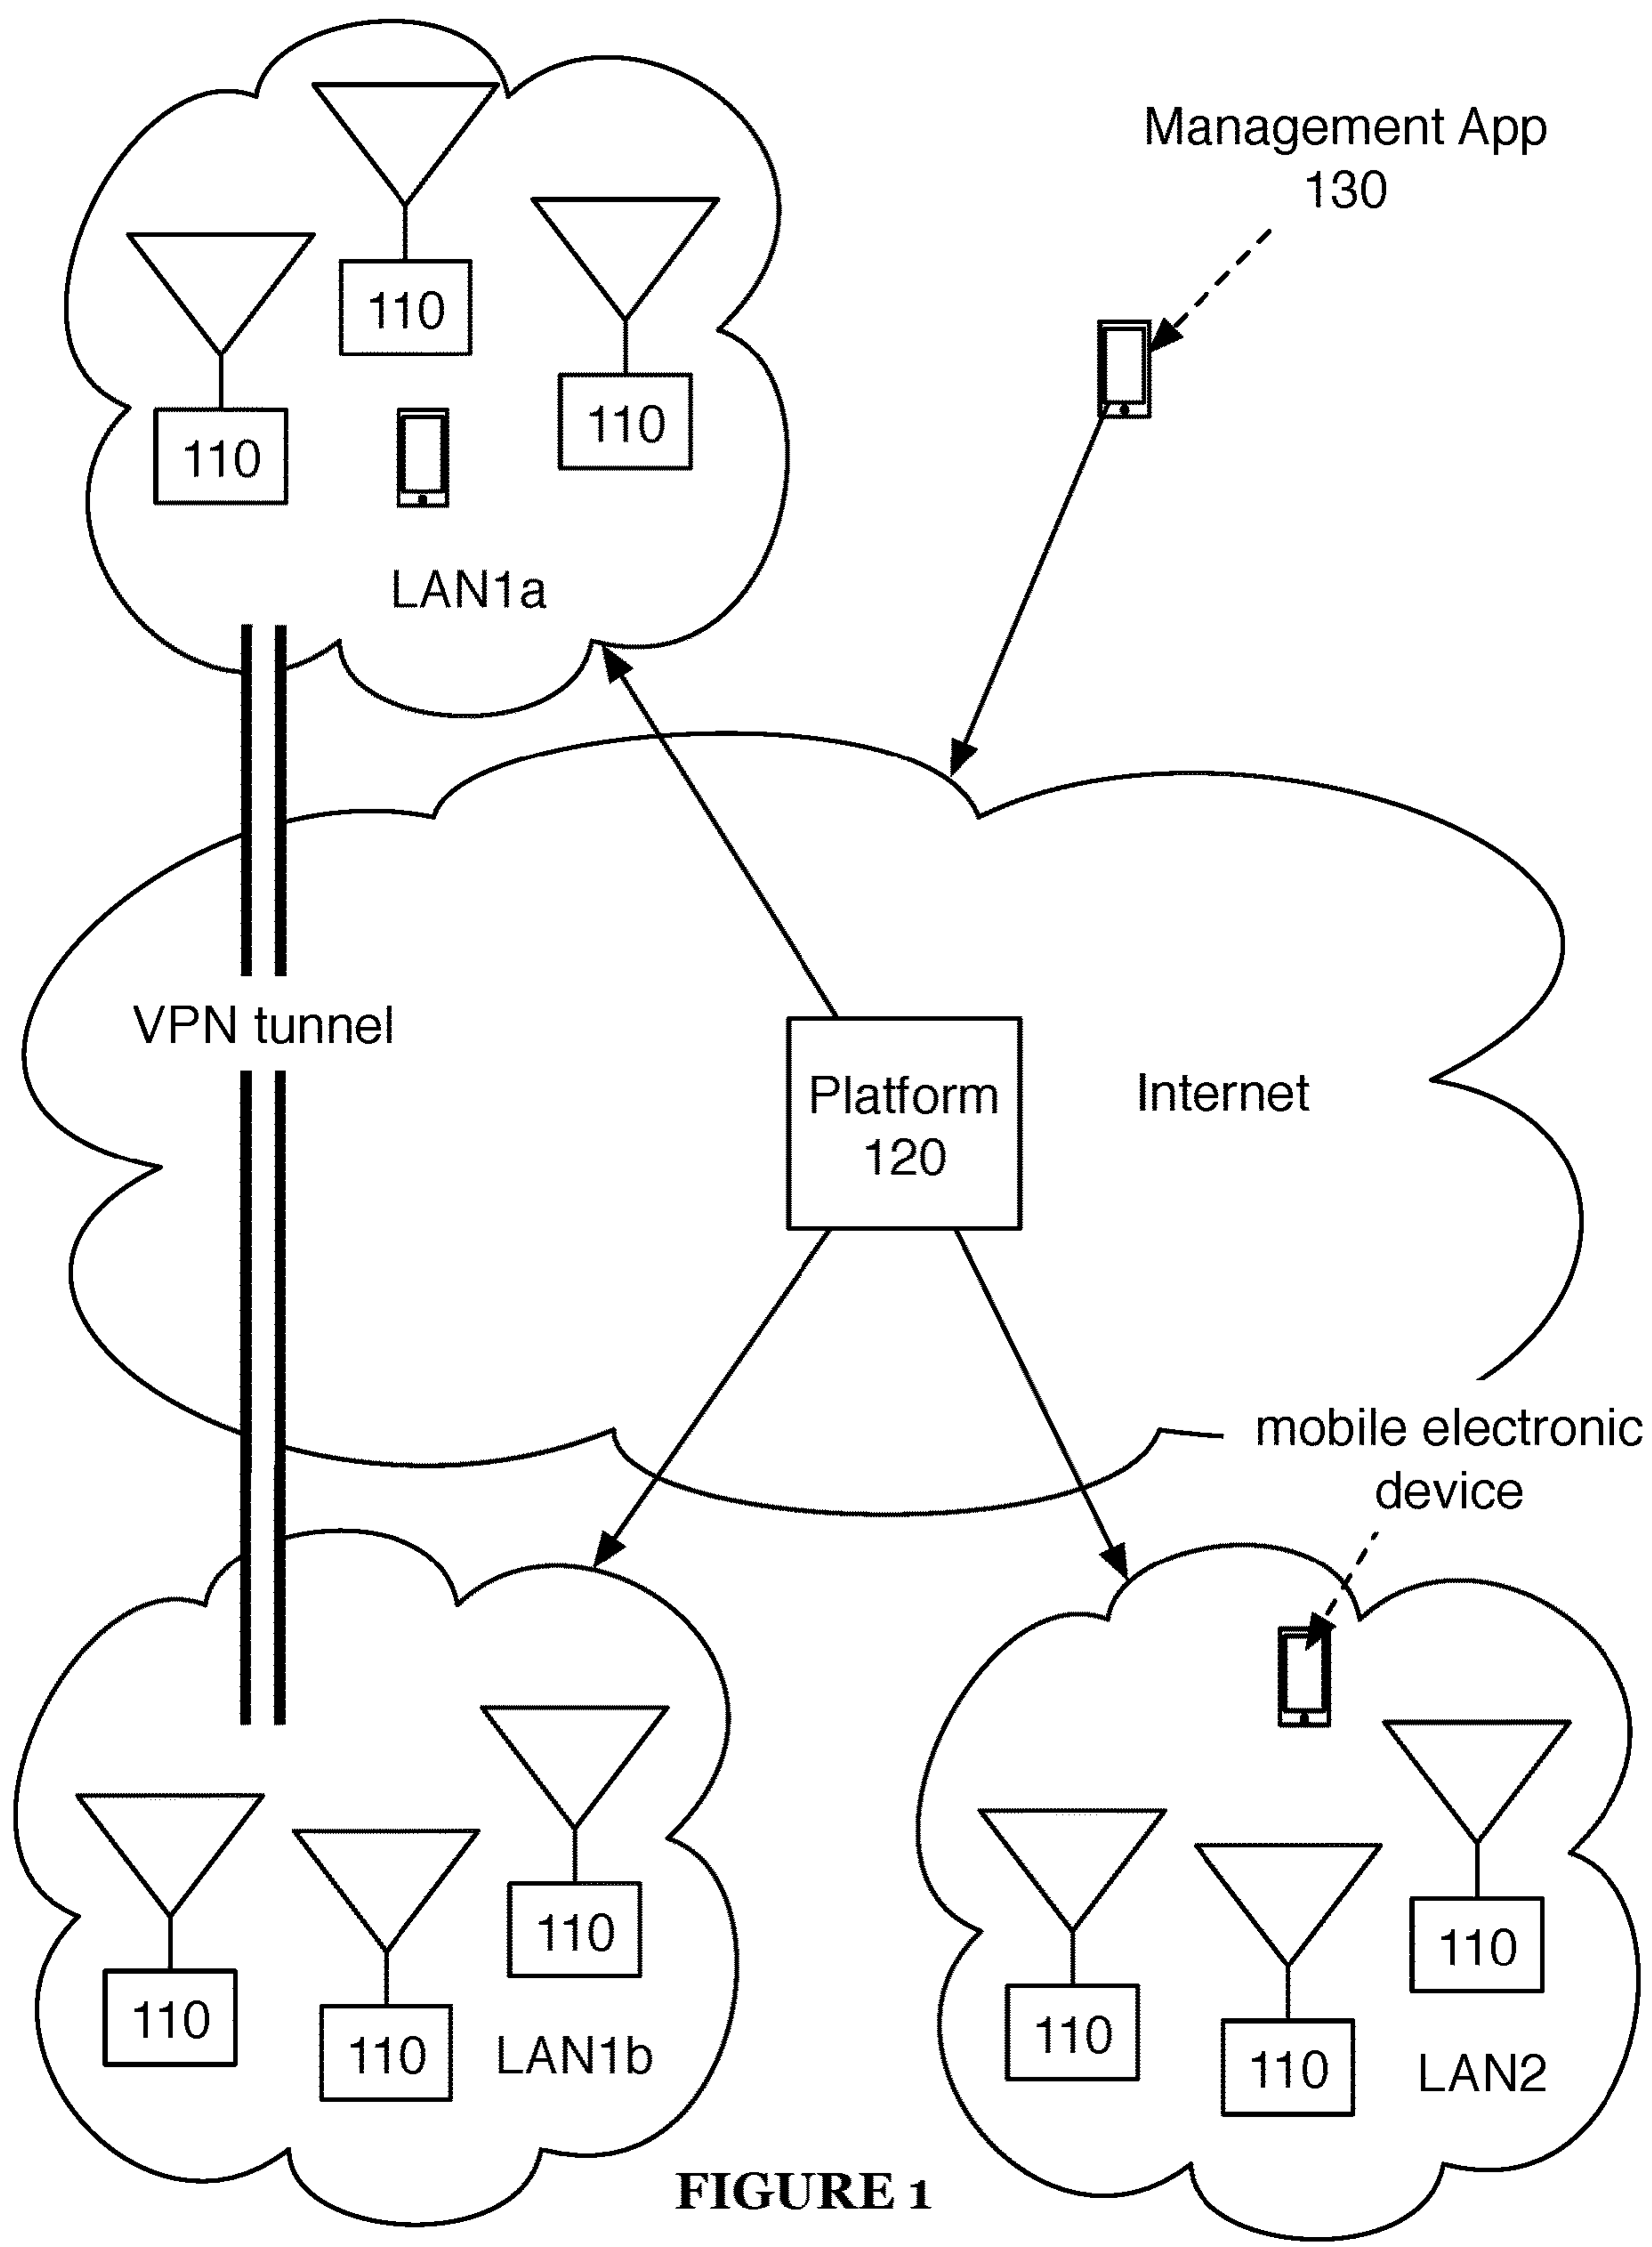 Management App
130
110
110
110
LAN1a
VPN tunnel
Platform
120
Internet
mobile electronic
device
110
110
110
LAN1b
110
110
110
LAN2
FIGURE 1